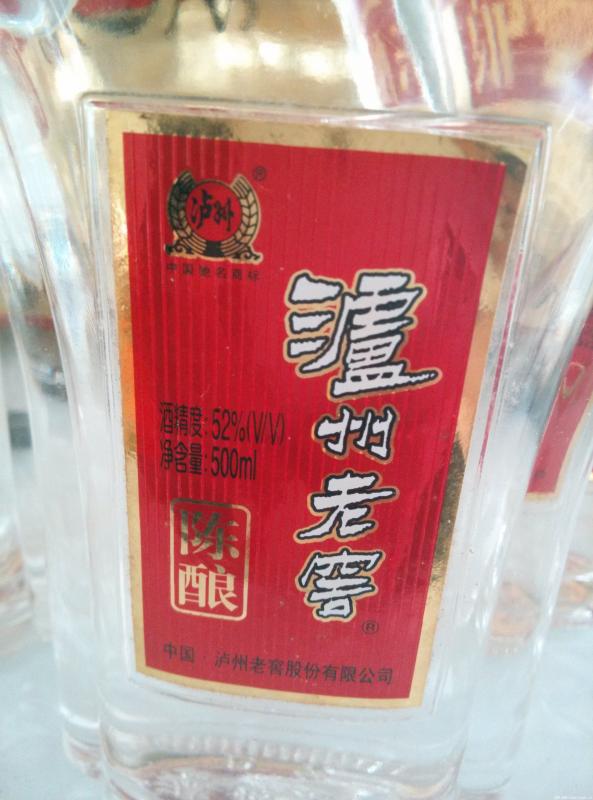 泸州
®
中国驰名商标
瀘州老窖
®
酒精度: 52%(V/V)
净含量: 500ml
陈酿
中国·泸州老窖股份有限公司